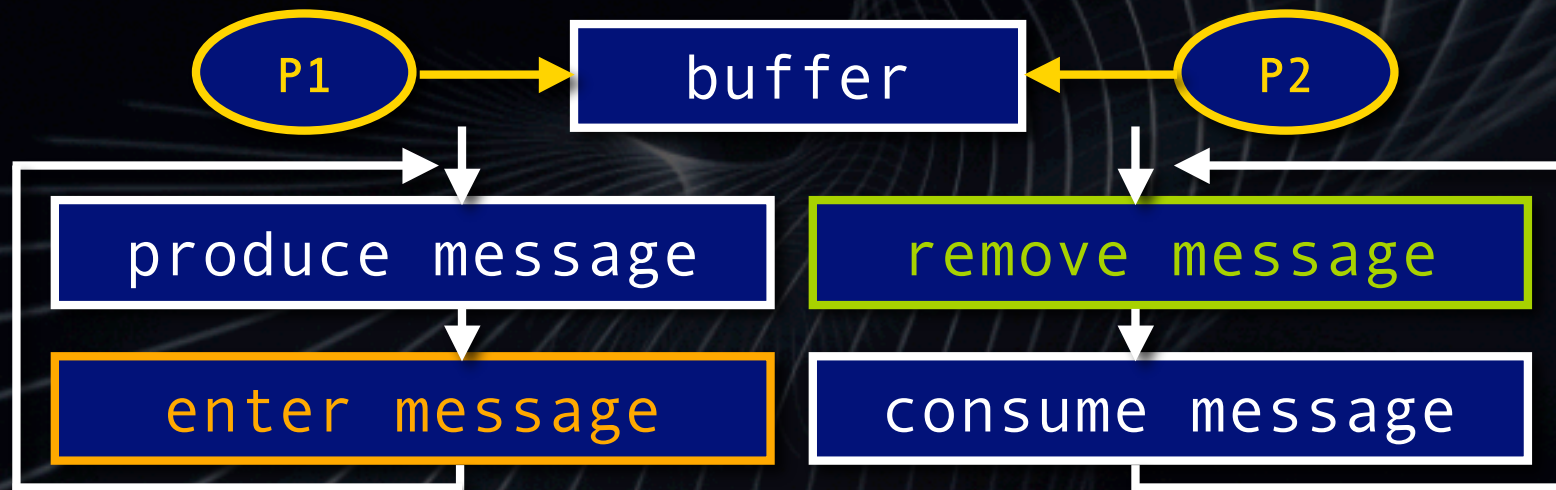 P1
buffer
P2
produce message
remove message
enter message
consume message